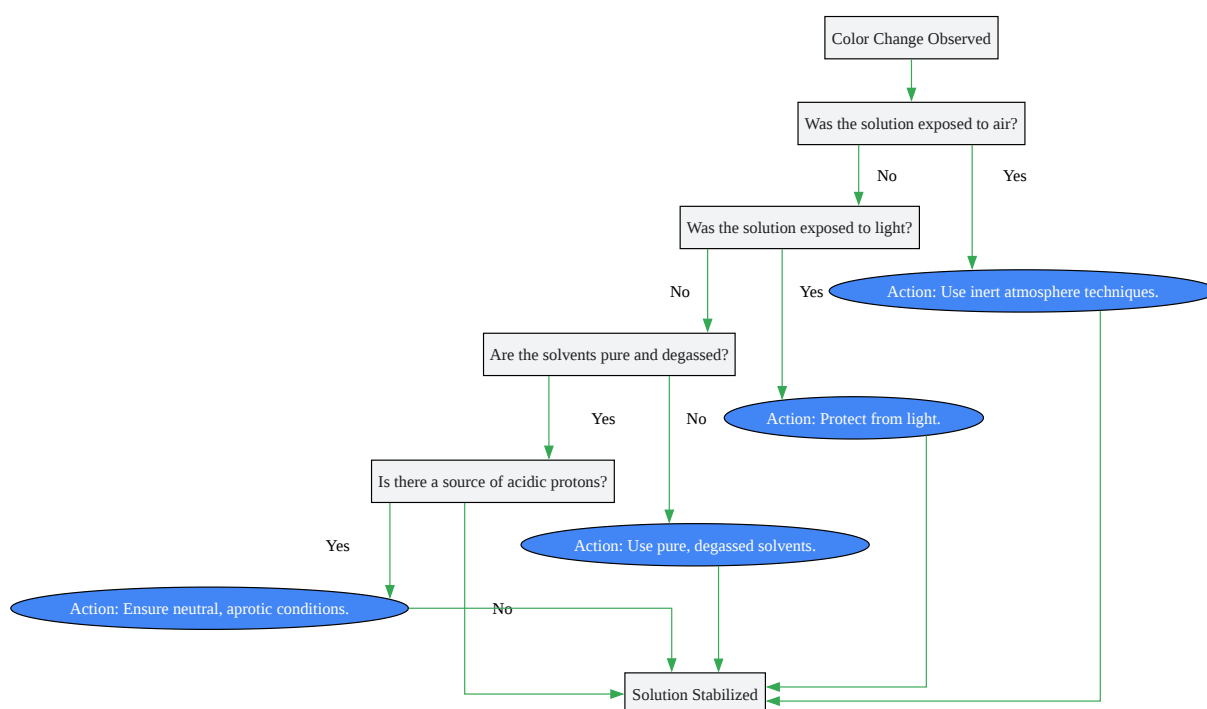 Color Change Observed
Was the solution exposed to air?
No
Yes
Was the solution exposed to light?
No
Yes
Action: Use inert atmosphere techniques.
Are the solvents pure and degassed?
Yes
No
Action: Protect from light.
Is there a source of acidic protons?
Yes
Action: Use pure, degassed solvents.
Action: Ensure neutral, aprotic conditions.
No
Solution Stabilized